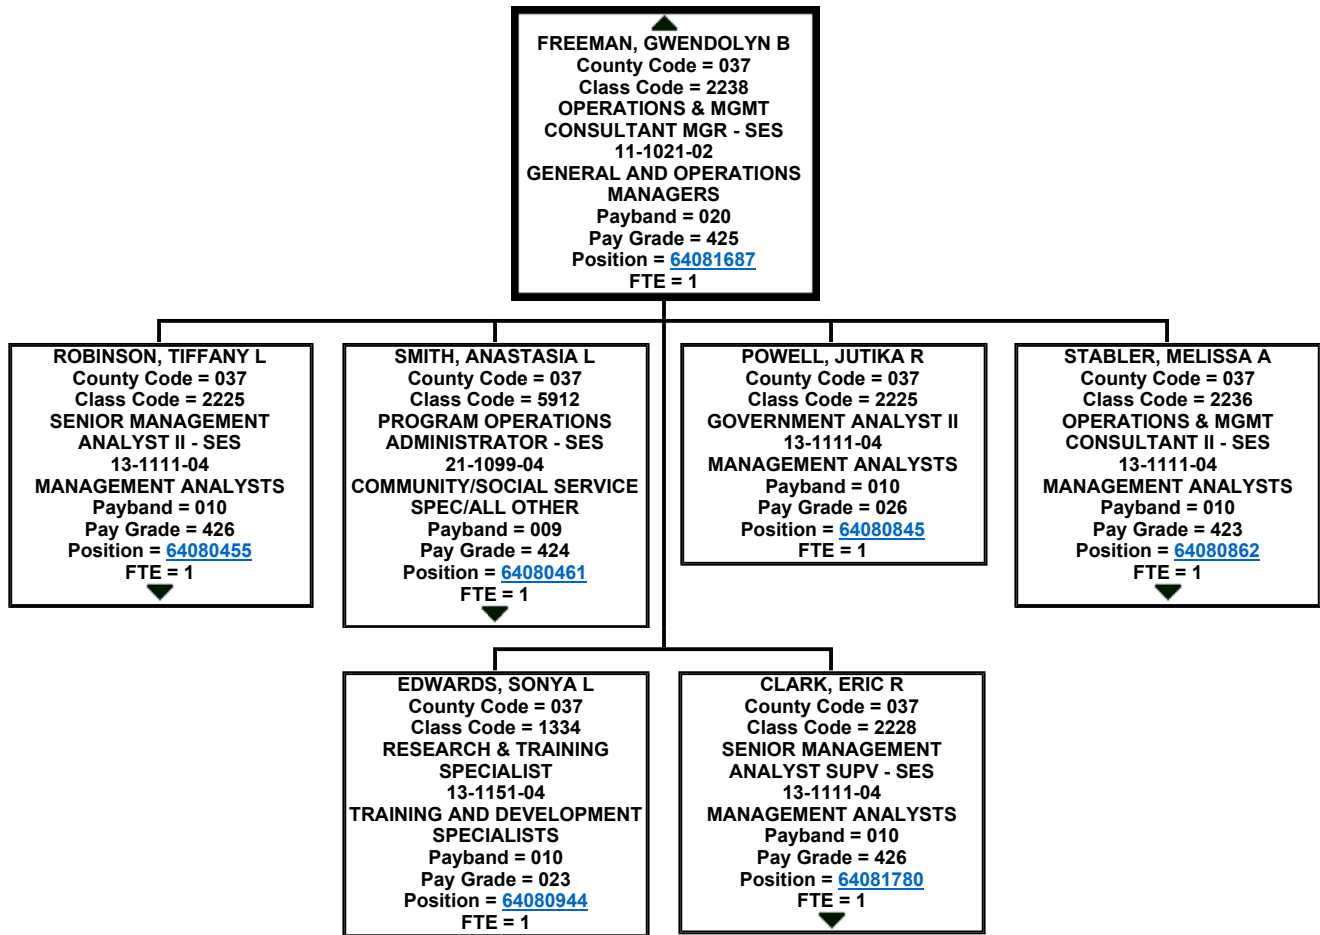 FREEMAN, GWENDOLYN B
County Code = 037
Class Code = 2238
OPERATIONS & MGMT
CONSULTANT MGR - SES
11-1021-02
GENERAL AND OPERATIONS
MANAGERS
Payband = 020
Pay Grade = 425
Position = 64081687
FTE = 1
ROBINSON, TIFFANY L
County Code = 037
Class Code = 2225
SENIOR MANAGEMENT
ANALYST II - SES
13-1111-04
MANAGEMENT ANALYSTS
Payband = 010
Pay Grade = 426
Position = 64080455
FTE = 1
SMITH, ANASTASIA L
County Code = 037
Class Code = 5912
PROGRAM OPERATIONS
ADMINISTRATOR - SES
21-1099-04
COMMUNITY/SOCIAL SERVICE
SPEC/ALL OTHER
Payband = 009
Pay Grade = 424
Position = 64080461
FTE = 1
POWELL, JUTIKA R
County Code = 037
Class Code = 2225
GOVERNMENT ANALYST II
13-1111-04
MANAGEMENT ANALYSTS
Payband = 010
Pay Grade = 026
Position = 64080845
FTE = 1
STABLER, MELISSA A
County Code = 037
Class Code = 2236
OPERATIONS & MGMT
CONSULTANT II - SES
13-1111-04
MANAGEMENT ANALYSTS
Payband = 010
Pay Grade = 423
Position = 64080862
FTE = 1
EDWARDS, SONYA L
County Code = 037
Class Code = 1334
RESEARCH & TRAINING
SPECIALIST
13-1151-04
TRAINING AND DEVELOPMENT
SPECIALISTS
Payband = 010
Pay Grade = 023
Position = 64080944
FTE = 1
CLARK, ERIC R
County Code = 037
Class Code = 2228
SENIOR MANAGEMENT
ANALYST SUPV - SES
13-1111-04
MANAGEMENT ANALYSTS
Payband = 010
Pay Grade = 426
Position = 64081780
FTE = 1